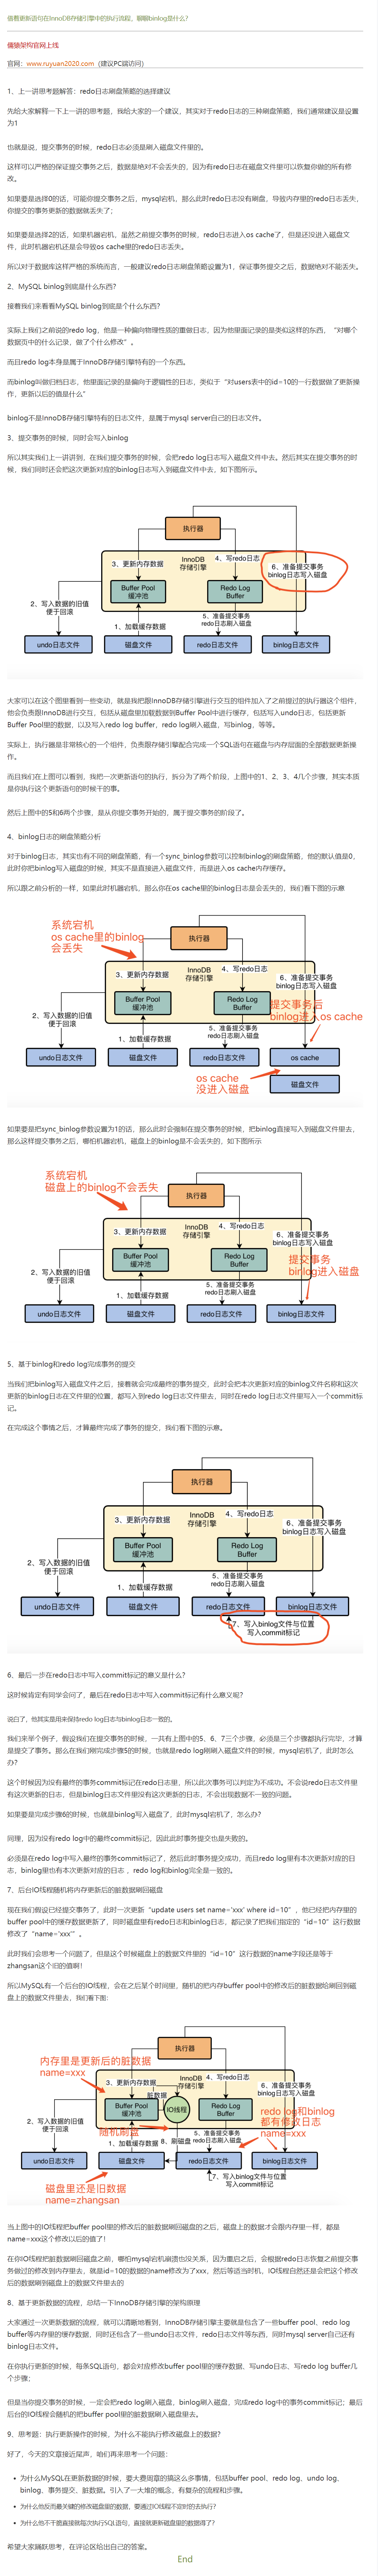 借着更新语句在InnoDB存储引擎中的执行流程，聊聊binlog是什么？
儒猿架构官网上线
官网：www.ruyuan2020.com（建议PC端访问）
1、上一讲思考题解答：redo日志刷盘策略的选择建议
先给大家解释一下上一讲的思考题，我给大家的一个建议，其实对于redo日志的三种刷盘策略，我们通常建议是设置
为1
也就是说，提交事务的时候，redo日志必须是刷入磁盘文件里的。
这样可以严格的保证提交事务之后，数据是绝对不会丢失的，因为有redo日志在磁盘文件里可以恢复你做的所有修
改。
如果要是选择0的话，可能你提交事务之后，mysql宕机，那么此时redo日志没有刷盘，导致内存里的redo日志丢失，
你提交的事务更新的数据就丢失了；
如果要是选择2的话，如果机器宕机，虽然之前提交事务的时候，redo日志进入os cache了，但是还没进入磁盘文
件，此时机器宕机还是会导致os cache里的redo日志丢失。
所以对于数据库这样严格的系统而言，一般建议redo日志刷盘策略设置为1，保证事务提交之后，数据绝对不能丢失。
2、MySQL binlog到底是什么东西？
接着我们来看看MySQL binlog到底是个什么东西？
实际上我们之前说的redo log，他是一种偏向物理性质的重做日志，因为他里面记录的是类似这样的东西，“对哪个
数据页中的什么记录，做了个什么修改”。
而且redo log本身是属于InnoDB存储引擎特有的一个东西。
而binlog叫做归档日志，他里面记录的是偏向于逻辑性的日志，类似于“对users表中的id=10的一行数据做了更新操
作，更新以后的值是什么”
binlog不是InnoDB存储引擎特有的日志文件，是属于mysql server自己的日志文件。
3、提交事务的时候，同时会写入binlog
所以其实我们上一讲讲到，在我们提交事务的时候，会把redo log日志写入磁盘文件中去。然后其实在提交事务的时
候，我们同时还会把这次更新对应的binlog日志写入到磁盘文件中去，如下图所示。
执行器
3、更新内存数据
InnoDB
存储引擎
4、写redo日志
6、准备提交事务
binlog日志写入磁盘
Buffer Pool
缓冲池
Redo Log
Buffer
2、写入数据的旧值
便于回滚
1、加载缓存数据
5、准备提交事务
redo日志刷入磁盘
undo日志文件
磁盘文件
redo日志文件
binlog日志文件
大家可以在这个图里看到一些变动，就是我把跟InnoDB存储引擎进行交互的组件加入了之前提过的执行器这个组件，
他会负责跟InnoDB进行交互，包括从磁盘里加载数据到Buffer Pool中进行缓存，包括写入undo日志，包括更新
Buffer Pool里的数据，以及写入redo log buffer，redo log刷入磁盘，写binlog，等等。
实际上，执行器是非常核心的一个组件，负责跟存储引擎配合完成一个SQL语句在磁盘与内存层面的全部数据更新操
作。
而且我们在上图可以看到，我把一次更新语句的执行，拆分为了两个阶段，上图中的1、2、3、4几个步骤，其实本质
是你执行这个更新语句的时候干的事。
然后上图中的5和6两个步骤，是从你提交事务开始的，属于提交事务的阶段了。
4、binlog日志的刷盘策略分析
对于binlog日志，其实也有不同的刷盘策略，有一个sync_binlog参数可以控制binlog的刷盘策略，他的默认值是0，
此时你把binlog写入磁盘的时候，其实不是直接进入磁盘文件，而是进入os cache内存缓存。
所以跟之前分析的一样，如果此时机器宕机，那么你在os cache里的binlog日志是会丢失的，我们看下图的示意
系统宕机
os cache里的binlog
会丢失
执行器
3、更新内存数据
InnoDB
存储引擎
4、写redo日志
6、准备提交事务
binlog日志写入磁盘
Buffer Pool
缓冲池
Redo Log
Buffer
提交事务后
binlog进入os cache
2、写入数据的旧值
便于回滚
1、加载缓存数据
5、准备提交事务
redo日志刷入磁盘
undo日志文件
磁盘文件
redo日志文件
os cache
os cache
没进入磁盘
磁盘文件
如果要是把sync_binlog参数设置为1的话，那么此时会强制在提交事务的时候，把binlog直接写入到磁盘文件里去，
那么这样提交事务之后，哪怕机器宕机，磁盘上的binlog是不会丢失的，如下图所示
系统宕机
磁盘上的binlog不会丢失
执行器
3、更新内存数据
InnoDB
存储引擎
4、写redo日志
6、准备提交事务
binlog日志写入磁盘
Buffer Pool
缓冲池
Redo Log
Buffer
提交事务
binlog进入磁盘
2、写入数据的旧值
便于回滚
1、加载缓存数据
5、准备提交事务
redo日志刷入磁盘
undo日志文件
磁盘文件
redo日志文件
binlog日志文件
5、基于binlog和redo log完成事务的提交
当我们把binlog写入磁盘文件之后，接着就会完成最终的事务提交，此时会把本次更新对应的binlog文件名称和这次
更新的binlog日志在文件里的位置，都写入到redo log日志文件里去，同时在redo log日志文件里写入一个commit标
记。
在完成这个事情之后，才算最终完成了事务的提交，我们看下图的示意。
执行器
3、更新内存数据
InnoDB
存储引擎
4、写redo日志
6、准备提交事务
binlog日志写入磁盘
Buffer Pool
缓冲池
Redo Log
Buffer
2、写入数据的旧值
便于回滚
1、加载缓存数据
5、准备提交事务
redo日志刷入磁盘
undo日志文件
磁盘文件
redo日志文件
binlog日志文件
7、写入binlog文件与位置
写入commit标记
6、最后一步在redo日志中写入commit标记的意义是什么？
这时候肯定有同学会问了，最后在redo日志中写入commit标记有什么意义呢？
说白了，他其实是用来保持redo log日志与binlog日志一致的。
我们来举个例子，假设我们在提交事务的时候，一共有上图中的5、6、7三个步骤，必须是三个步骤都执行完毕，才算
是提交了事务。那么在我们刚完成步骤5的时候，也就是redo log刚刷入磁盘文件的时候，mysql宕机了，此时怎么
办？
这个时候因为没有最终的事务commit标记在redo日志里，所以此次事务可以判定为不成功。不会说redo日志文件里
有这次更新的日志，但是binlog日志文件里没有这次更新的日志，不会出现数据不一致的问题。
如果要是完成步骤6的时候，也就是binlog写入磁盘了，此时mysql宕机了，怎么办？
同理，因为没有redo log中的最终commit标记，因此此时事务提交也是失败的。
必须是在redo log中写入最终的事务commit标记了，然后此时事务提交成功，而且redo log里有本次更新对应的日
志，binlog里也有本次更新对应的日志 ，redo log和binlog完全是一致的。
7、后台IO线程随机将内存更新后的脏数据刷回磁盘
现在我们假设已经提交事务了，此时一次更新“update users set name='xxx' where id=10”，他已经把内存里的
buffer pool中的缓存数据更新了，同时磁盘里有redo日志和binlog日志，都记录了把我们指定的“id=10”这行数据
修改了“name='xxx'”。
此时我们会思考一个问题了，但是这个时候磁盘上的数据文件里的“id=10”这行数据的name字段还是等于
zhangsan这个旧的值啊！
所以MySQL有一个后台的IO线程，会在之后某个时间里，随机的把内存buffer pool中的修改后的脏数据给刷回到磁
盘上的数据文件里去，我们看下图：
执行器
内存里是更新后的脏数据
name=xxx
3、更新内存数据
InnoDB
存储引擎
4、写redo日志
6、准备提交事务
binlog日志写入磁盘
脏数据
Buffer Pool
缓冲池
IO线程
Redo Log
Buffer
redo log和binlog
都有修改日志
name=xxx
随机刷盘
2、写入数据的旧值
便于回滚
1、加载缓存数据
8、刷磁盘
5、准备提交事务
redo日志刷入磁盘
undo日志文件
磁盘文件
redo日志文件
binlog日志文件
7、写入binlog文件与位置
写入commit标记
磁盘里还是旧数据
name=zhangsan
当上图中的IO线程把buffer pool里的修改后的脏数据刷回磁盘的之后，磁盘上的数据才会跟内存里一样，都是
name=xxx这个修改以后的值了！
在你IO线程把脏数据刷回磁盘之前，哪怕mysql宕机崩溃也没关系，因为重启之后，会根据redo日志恢复之前提交事
务做过的修改到内存里去，就是id=10的数据的name修改为了xxx，然后等适当时机，IO线程自然还是会把这个修改
后的数据刷到磁盘上的数据文件里去的
8、基于更新数据的流程，总结一下InnoDB存储引擎的架构原理
大家通过一次更新数据的流程，就可以清晰地看到，InnoDB存储引擎主要就是包含了一些buffer pool、redo log
buffer等内存里的缓存数据，同时还包含了一些undo日志文件，redo日志文件等东西，同时mysql server自己还有
binlog日志文件。
在你执行更新的时候，每条SQL语句，都会对应修改buffer pool里的缓存数据、写undo日志、写redo log buffer几
个步骤；
但是当你提交事务的时候，一定会把redo log刷入磁盘，binlog刷入磁盘，完成redo log中的事务commit标记；最后
后台的IO线程会随机的把buffer pool里的脏数据刷入磁盘里去。
9、思考题：执行更新操作的时候，为什么不能执行修改磁盘上的数据？
好了，今天的文章接近尾声，咱们再来思考一个问题：
为什么MySQL在更新数据的时候，要大费周章的搞这么多事情，包括buffer pool、redo log、undo log、
binlog、事务提交、脏数据。引入了一大堆的概念，有复杂的流程和步骤。
为什么他反而最关键的修改磁盘里的数据，要通过IO线程不定时的去执行？
为什么他不干脆直接就每次执行SQL语句，直接就更新磁盘里的数据得了？
希望大家踊跃思考，在评论区给出自己的答案。
End